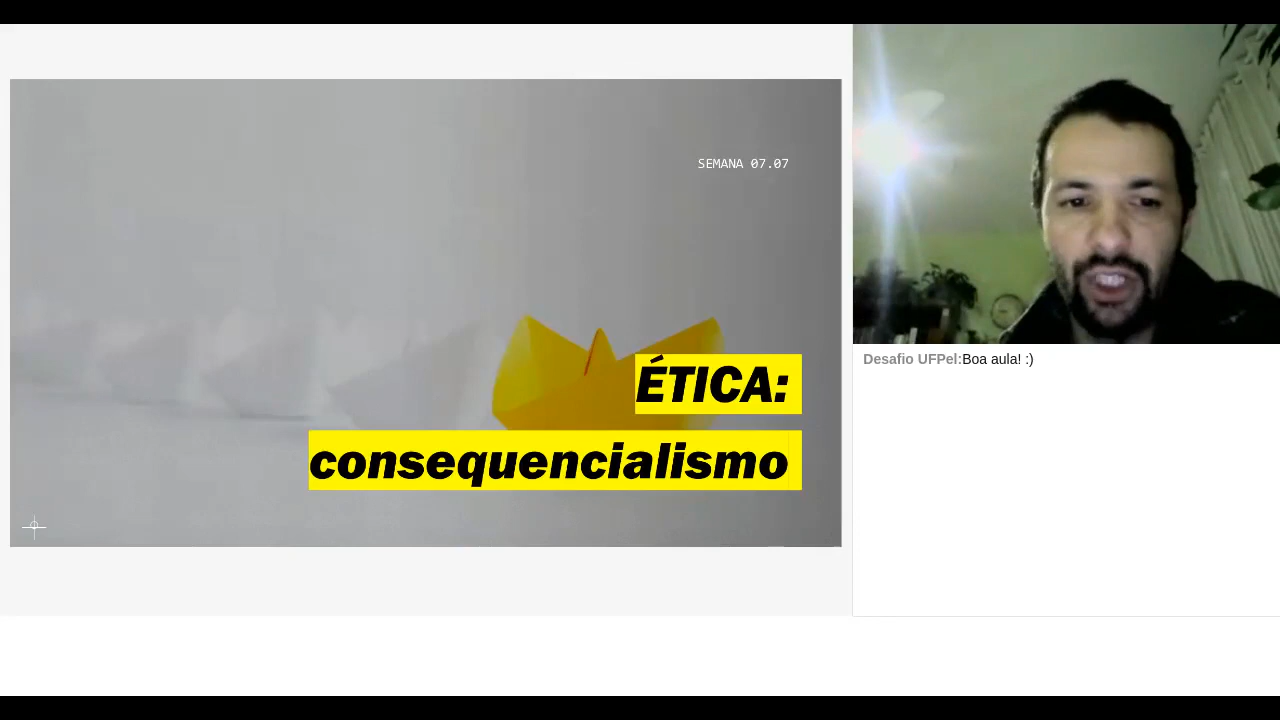 SEMANA 07.07
ÉTICA:
consequencialismo
Desafio UFPel:Boa aula! :)